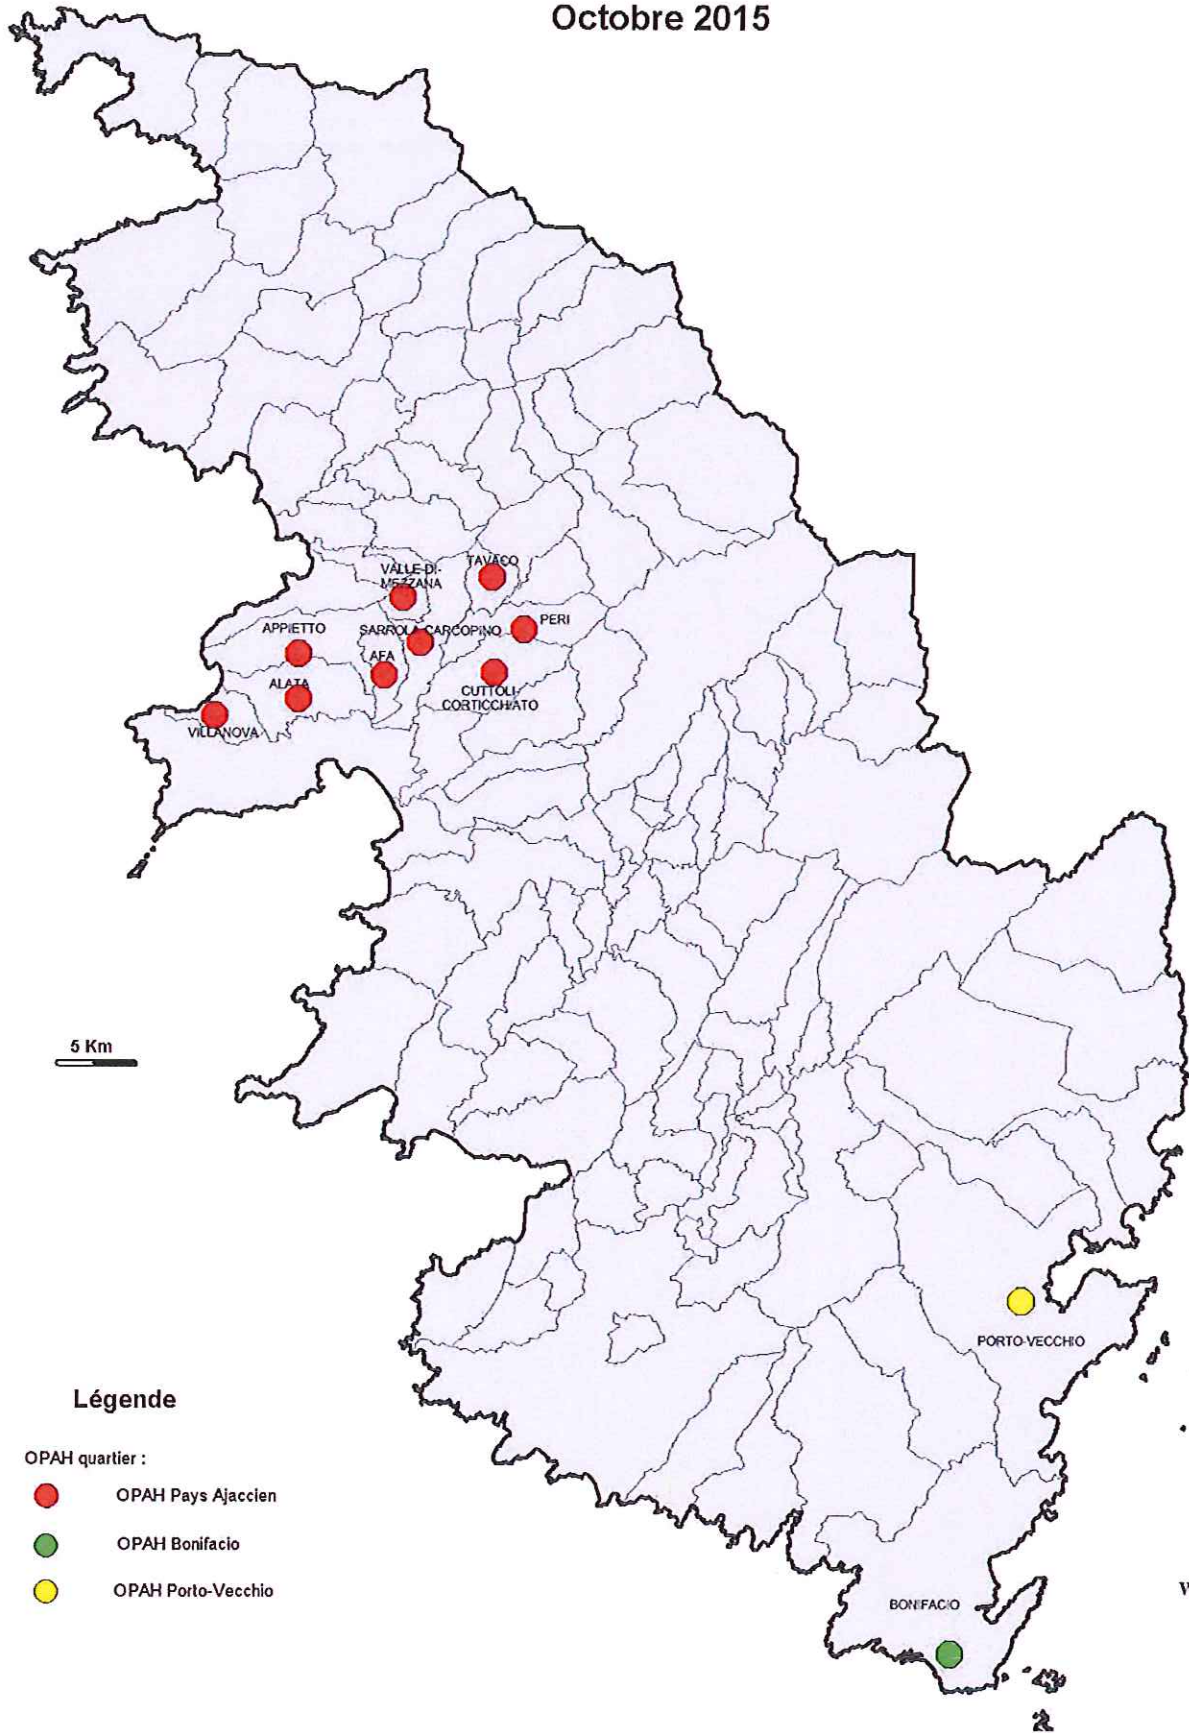 Octobre 2015
TAVACO
VALLE-DI-
MEZZANA
PERI
APPIETTO
SARROLA-CARCOPINO
AFA
ALATA
CUTTOLI-
CORTICCHIATO
VILLANOVA
5 Km
PORTO-VECCHIO
Légende
OPAH quartier :
OPAH Pays Ajaccien
OPAH Bonifacio
OPAH Porto-Vecchio
BONIFACIO